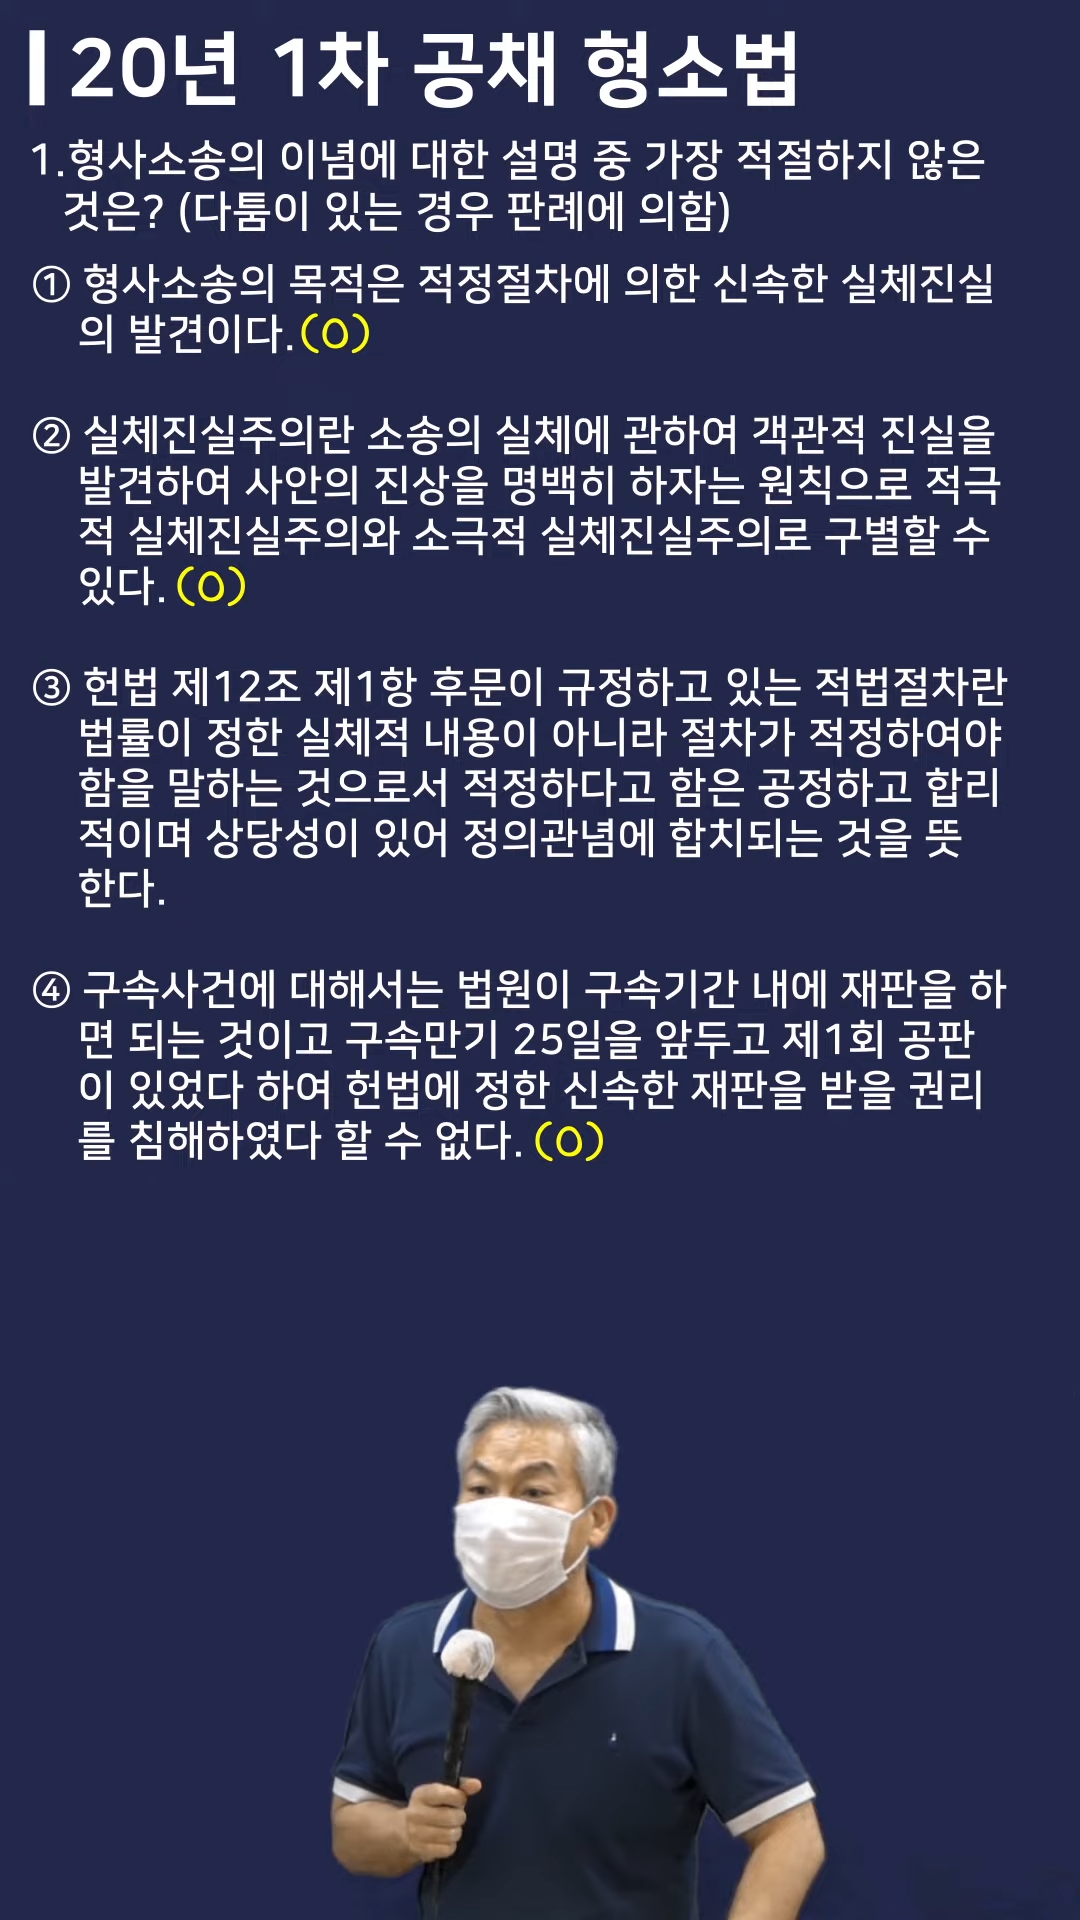 20년 1차 공채 형소법
1.형사소송의 이념에 대한 설명 중 가장 적절하지 않은
것은? (다툼이 있는 경우 판례에 의함)
① 형사소송의 목적은 적정절차에 의한 신속한 실체진실
의 발견이다.(O)
② 실체진실주의란 소송의 실체에 관하여 객관적 진실을
발견하여 사안의 진상을 명백히 하자는 원칙으로 적극
적 실체진실주의와 소극적 실체진실주의로 구별할 수
있다.(O)
③ 헌법 제12조 제1항 후문이 규정하고 있는 적법절차란
법률이 정한 실체적 내용이 아니라 절차가 적정하여야
함을 말하는 것으로서 적정하다고 함은 공정하고 합리
적이며 상당성이 있어 정의관념에 합치되는 것을 뜻
한다.
④ 구속사건에 대해서는 법원이 구속기간 내에 재판을 하
면 되는 것이고 구속만기 25일을 앞두고 제1회 공판
이 있었다 하여 헌법에 정한 신속한 재판을 받을 권리
를 침해하였다 할 수 없다.(O)